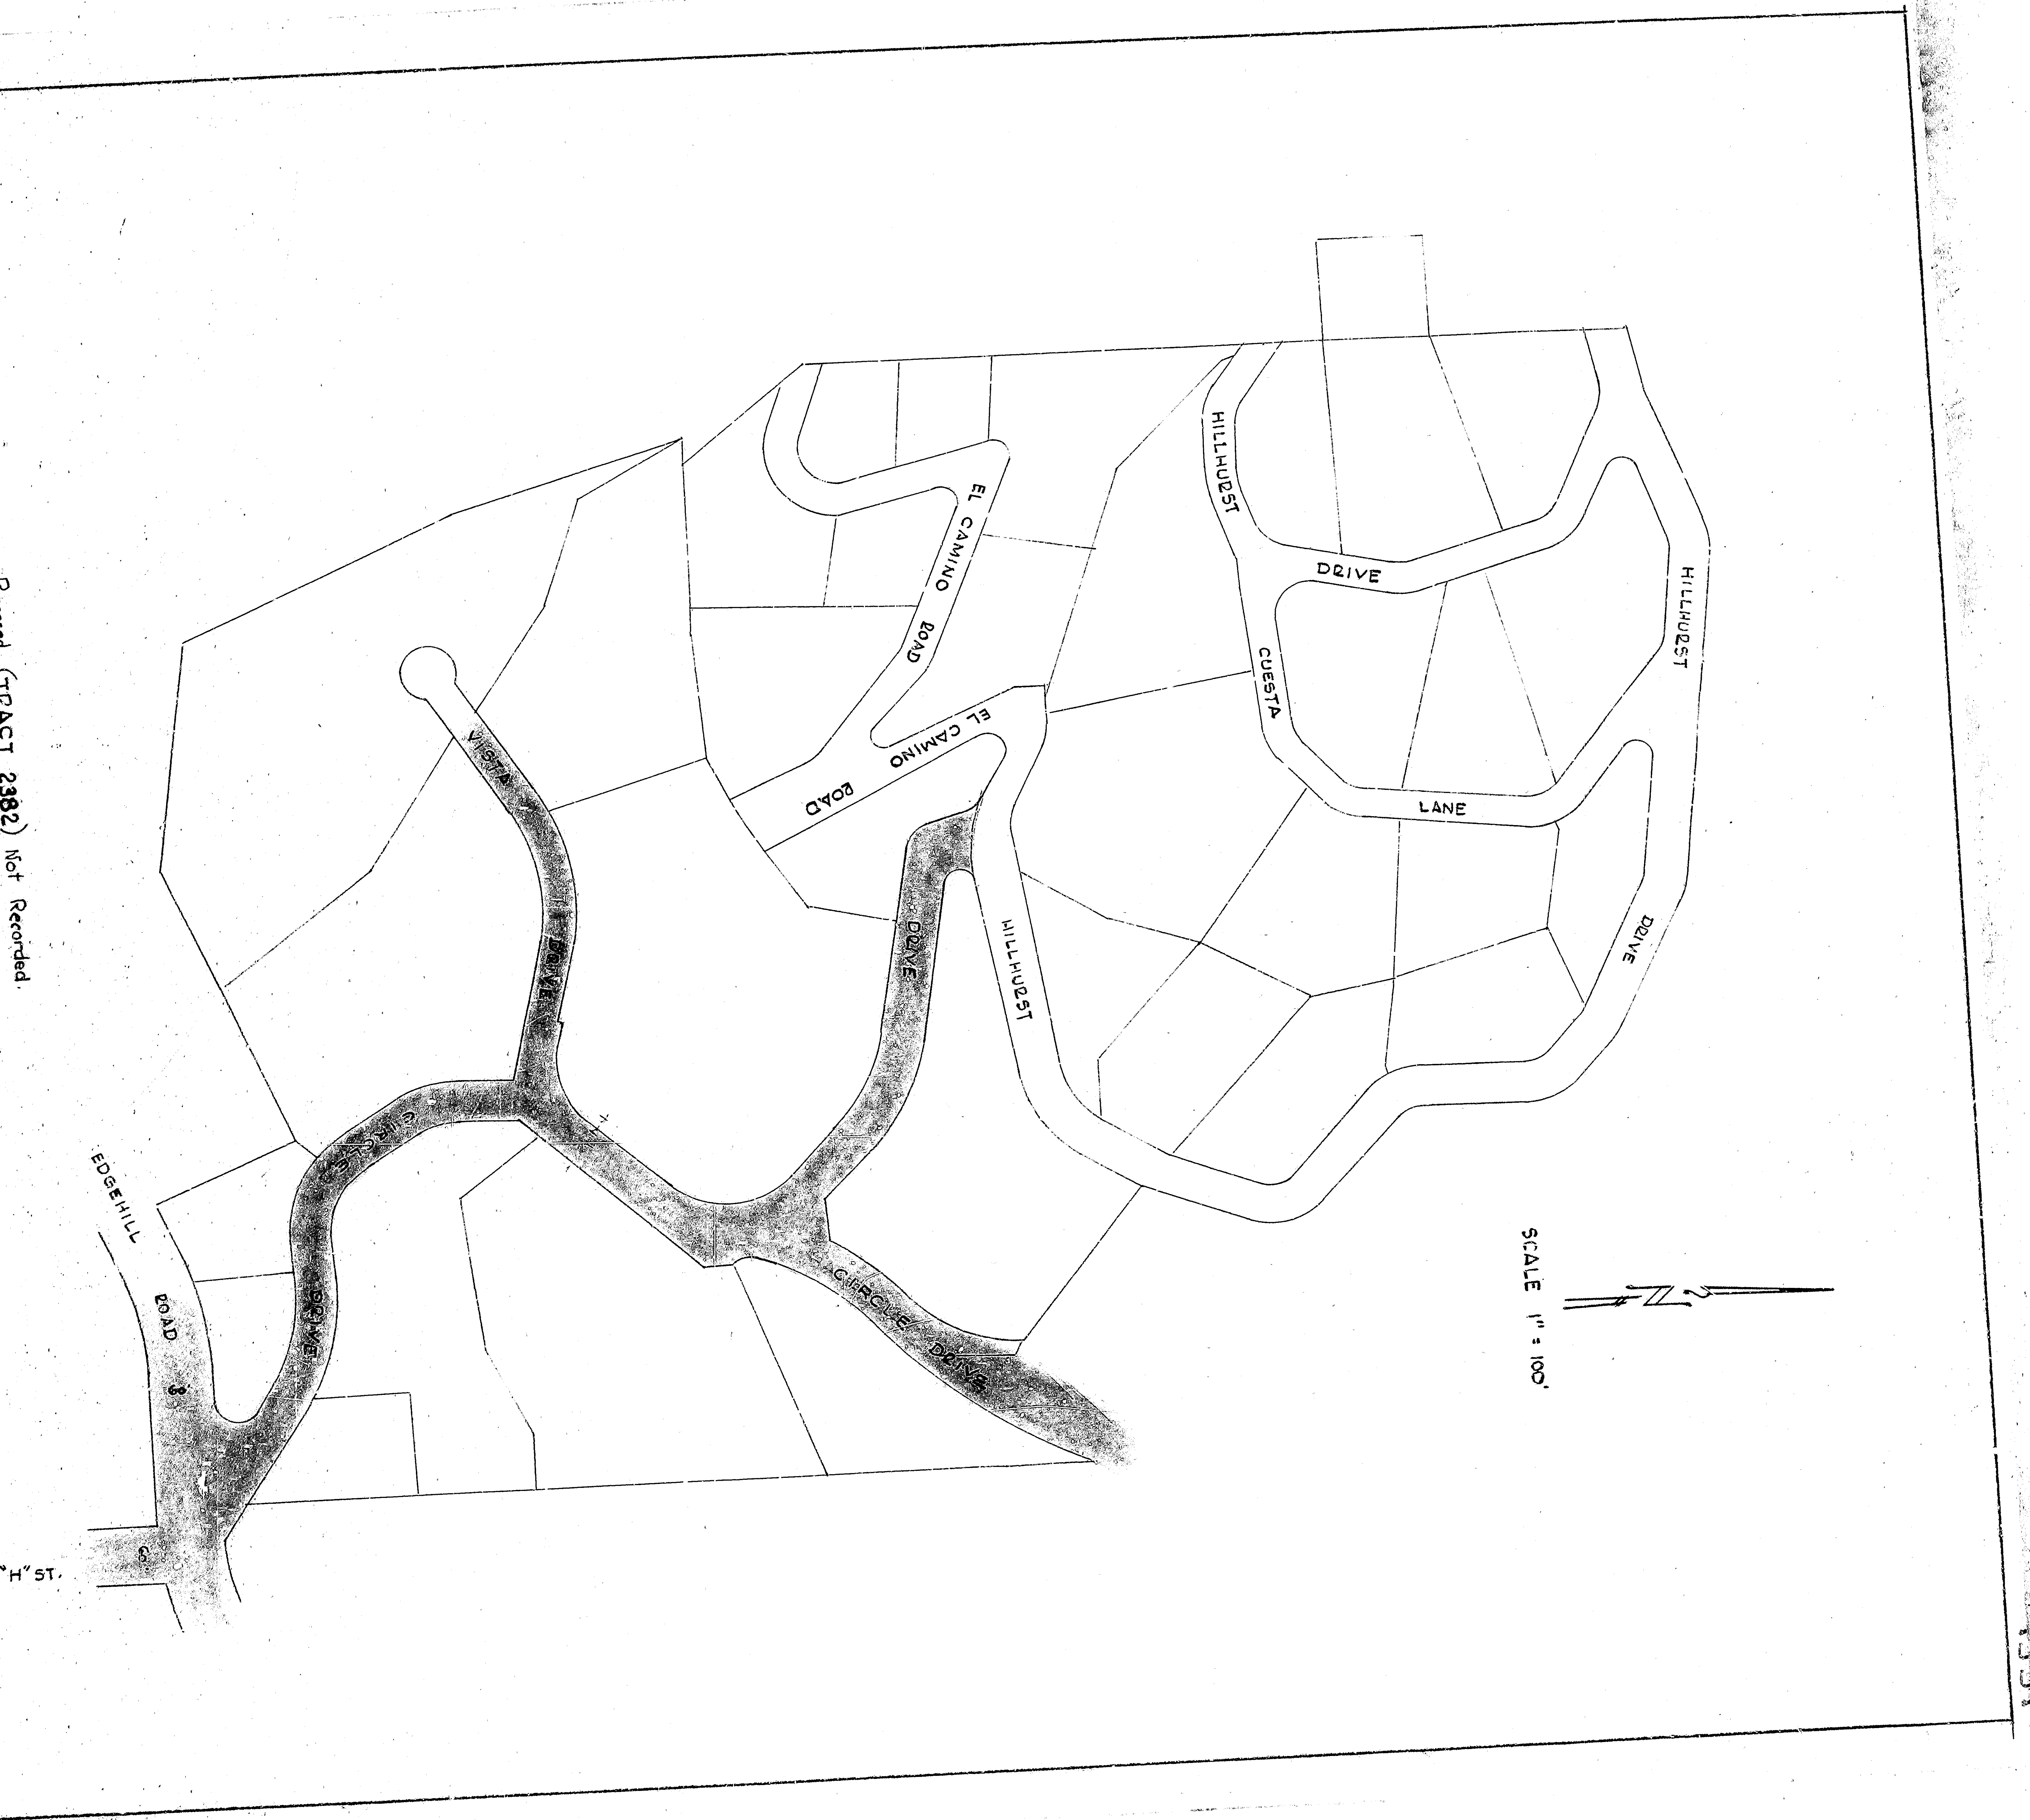 HILLHURST
DRIVE
HILLHURST
CUESTA
LANE
DRIVE
EL CAMINO ROAD
EL CAMINO ROAD
HILLHURST
DRIVE
VISTA
DRIVE
CIRCLE
DRIVE
CIRCLE DRIVE
EDGEHILL
ROAD
"H" ST.
SCALE 1" = 100'
N
(TRACT 2382) Not Recorded.